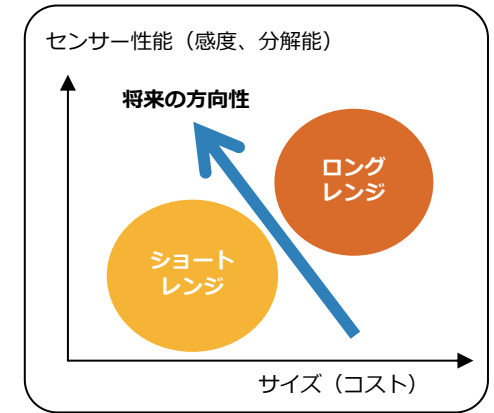 センサー性能（感度、分解能）
将来の方向性
ロング
レンジ
ショート
レンジ
サイズ（コスト）